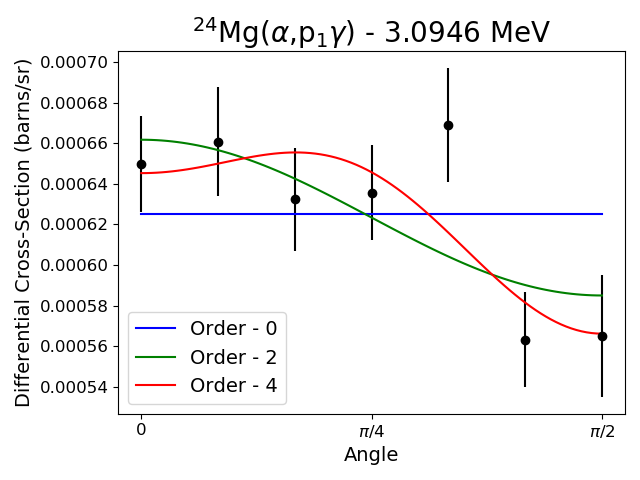 ²⁴Mg(α,p₁γ) - 3.0946 MeV
Differential Cross-Section (barns/sr)
0.00070
0.00068
0.00066
0.00064
0.00062
0.00060
0.00058
0.00056
0.00054
Order - 0
Order - 2
Order - 4
0
π/4
π/2
Angle